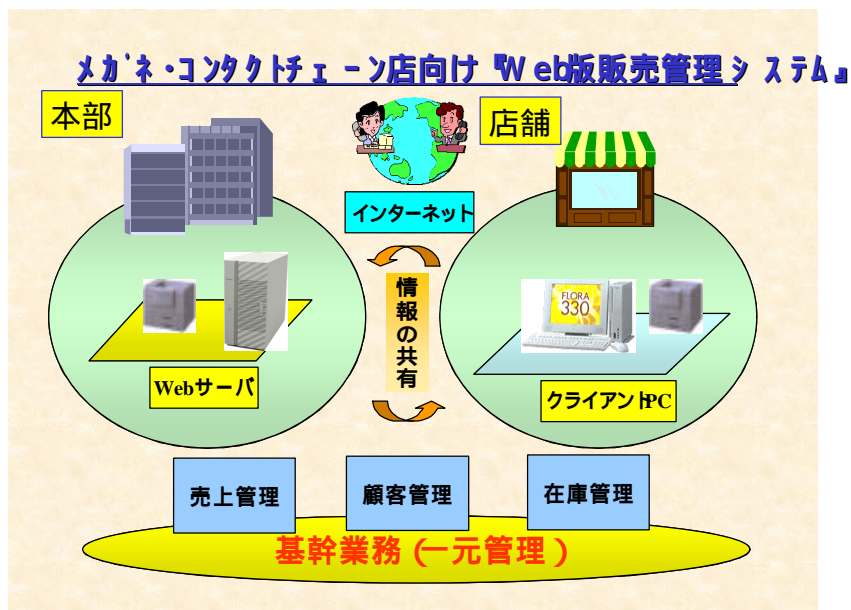 メガネ・コンタクトチェーン店向け『Web版販売管理システム』
本部
店舗
インターネット
情報の共有
FLORA
330
Webサーバ
クライアントPC
売上管理
顧客管理
在庫管理
基幹業務(一元管理)